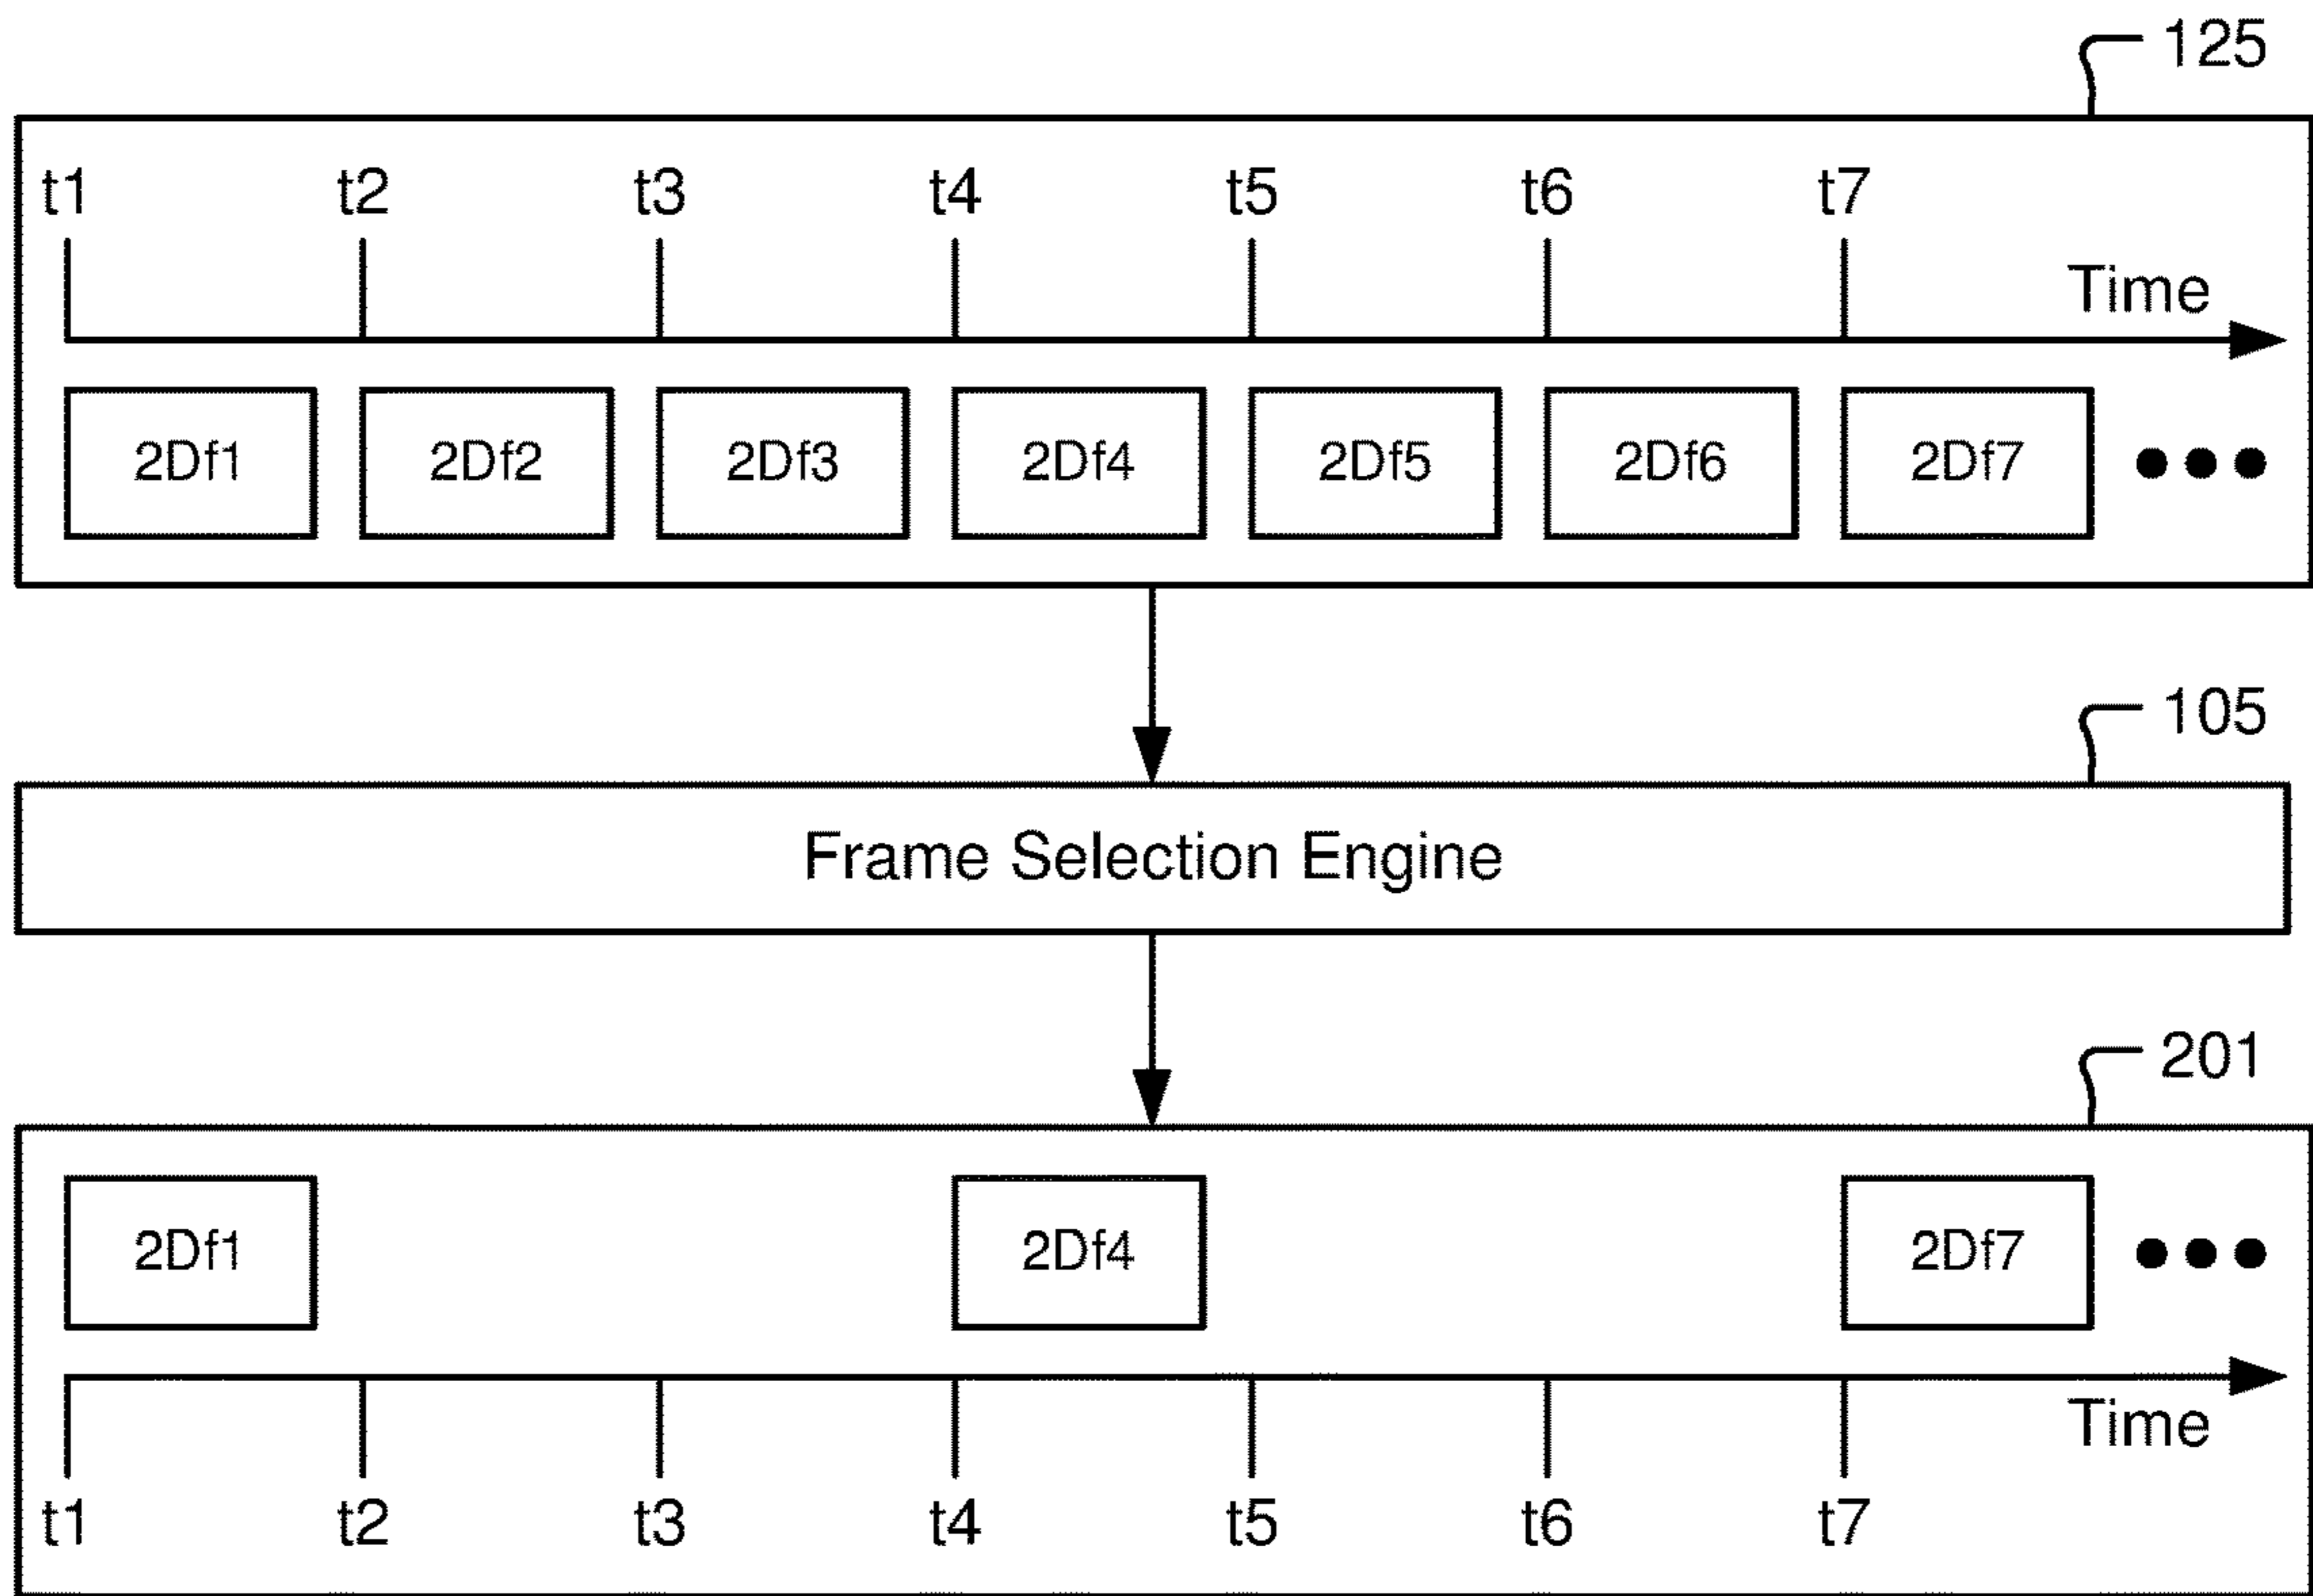 125
t1 t2 t3 t4 t5 t6 t7
Time
2Df1 2Df2 2Df3 2Df4 2Df5 2Df6 2Df7 •••
105
Frame Selection Engine
201
2Df1 2Df4 2Df7 •••
Time
t1 t2 t3 t4 t5 t6 t7